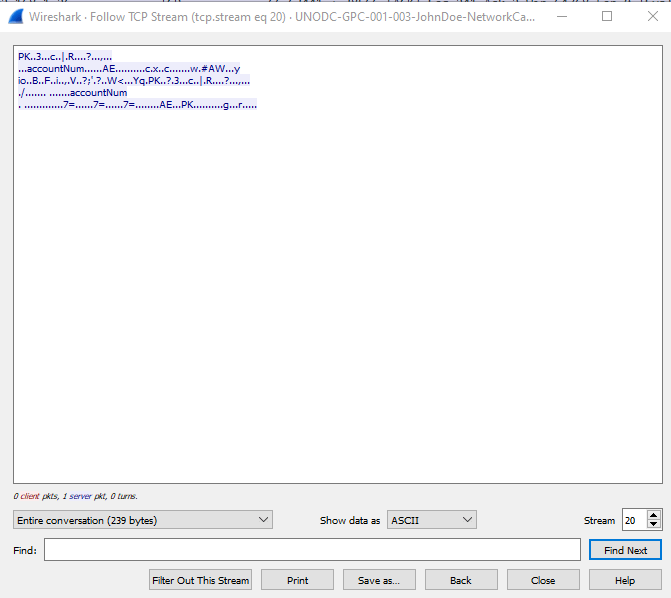 Wireshark · Follow TCP Stream (tcp.stream eq 20) · UNODC-GPC-001-003-JohnDoe-NetworkCa...
PK..3...c..|.R....?...,...
...accountNum......AE..........c.x..c.......w.#AW...y
io..B..F..i..,.V..?;'.?..W<...Yq.PK..?.3...c..|.R....?...,...
./....... .......accountNum
. .............7=......7=......7=........AE...PK..........g...r.....
0 client pkts, 1 server pkt, 0 turns.
Entire conversation (239 bytes) Show data as ASCII Stream 20
Find: Find Next
Filter Out This Stream Print Save as... Back Close Help